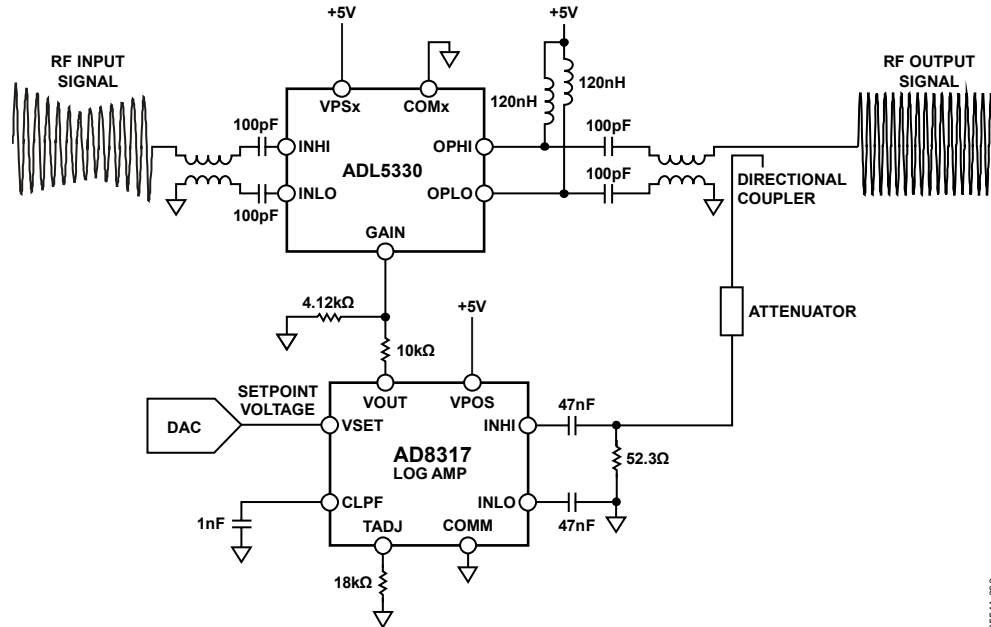 +5V
+5V
RF INPUT
SIGNAL
RF OUTPUT
SIGNAL
120nH
120nH
VPSx
COMx
100pF
INHI
OPHI
100pF
ADL5330
INLO
OPLO
100pF
100pF
DIRECTIONAL
COUPLER
GAIN
4.12kΩ
+5V
ATTENUATOR
10kΩ
SETPOINT
VOLTAGE
VOUT
VPOS
47nF
DAC
VSET
INHI
AD8317
LOG AMP
52.3Ω
CLPF
INLO
1nF
TADJ
COMM
47nF
18kΩ